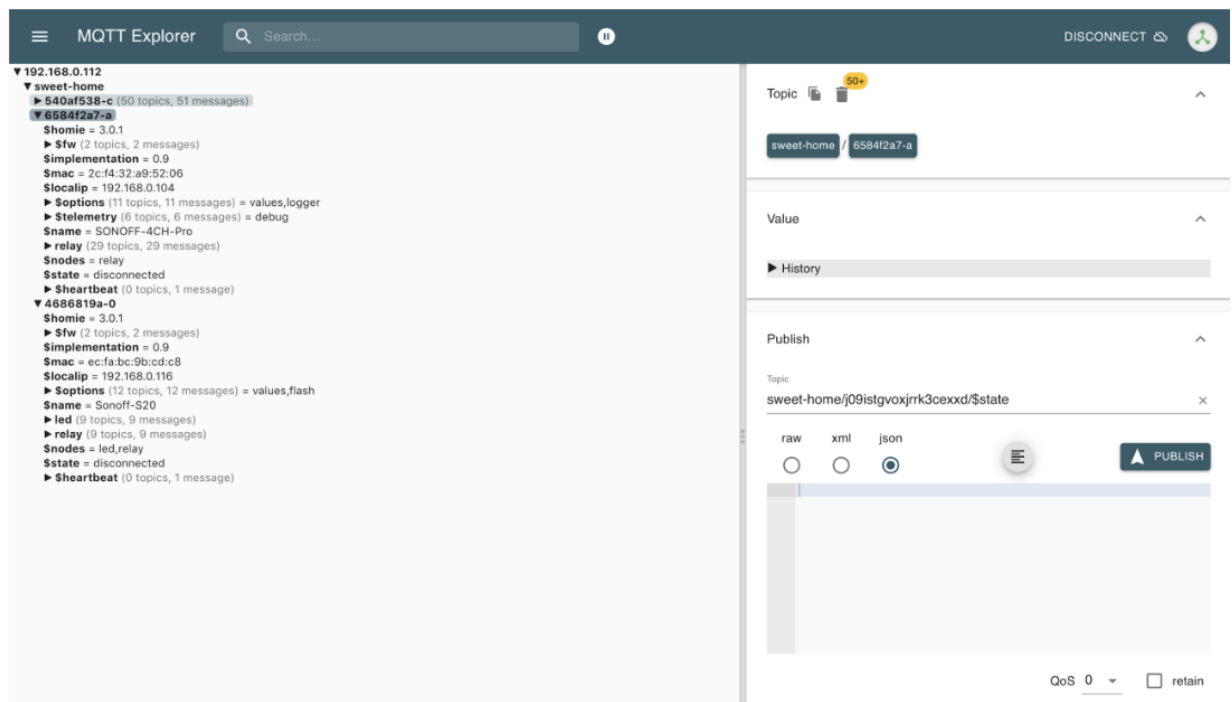 MQTT Explorer
Search...
DISCONNECT
▼ 192.168.0.112
▼ sweet-home
▶ 540af538-c (50 topics, 51 messages)
▼ 6584f2a7-a
$homie = 3.0.1
▶ $fw (2 topics, 2 messages)
$implementation = 0.9
$mac = 2c:f4:32:a9:52:06
$localip = 192.168.0.104
▶ $options (11 topics, 11 messages) = values,logger
▶ $telemetry (6 topics, 6 messages) = debug
$name = SONOFF-4CH-Pro
▶ relay (29 topics, 29 messages)
$nodes = relay
$state = disconnected
▶ $heartbeat (0 topics, 1 message)
▼ 4686819a-0
$homie = 3.0.1
▶ $fw (2 topics, 2 messages)
$implementation = 0.9
$mac = ec:fa:bc:9b:cd:c8
$localip = 192.168.0.116
▶ $options (12 topics, 12 messages) = values,flash
$name = Sonoff-S20
▶ led (9 topics, 9 messages)
▶ relay (9 topics, 9 messages)
$nodes = led,relay
$state = disconnected
▶ $heartbeat (0 topics, 1 message)
Topic 50+
sweet-home / 6584f2a7-a
Value
▶ History
Publish
Topic
sweet-home/j09istgvoxjrrk3cexxd/$state
raw xml json
PUBLISH
QoS 0 retain